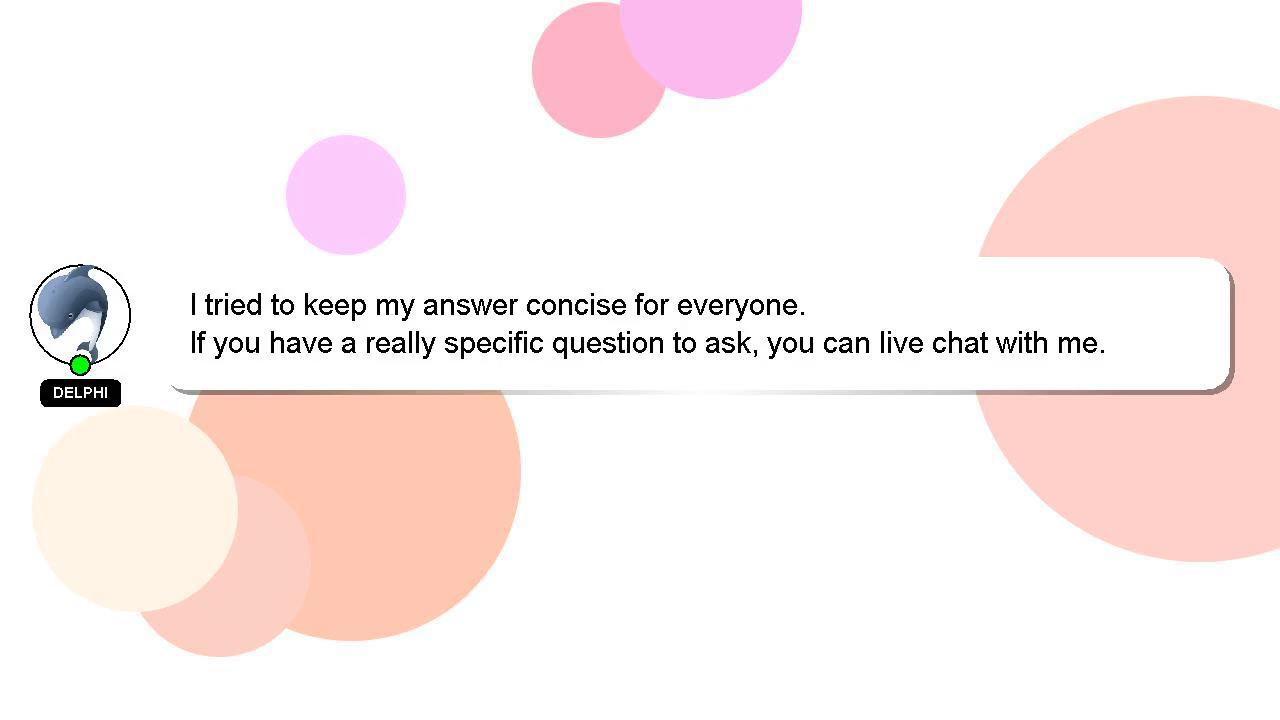 I tried to keep my answer concise for everyone.
If you have a really specific question to ask, you can live chat with me.
DELPHI